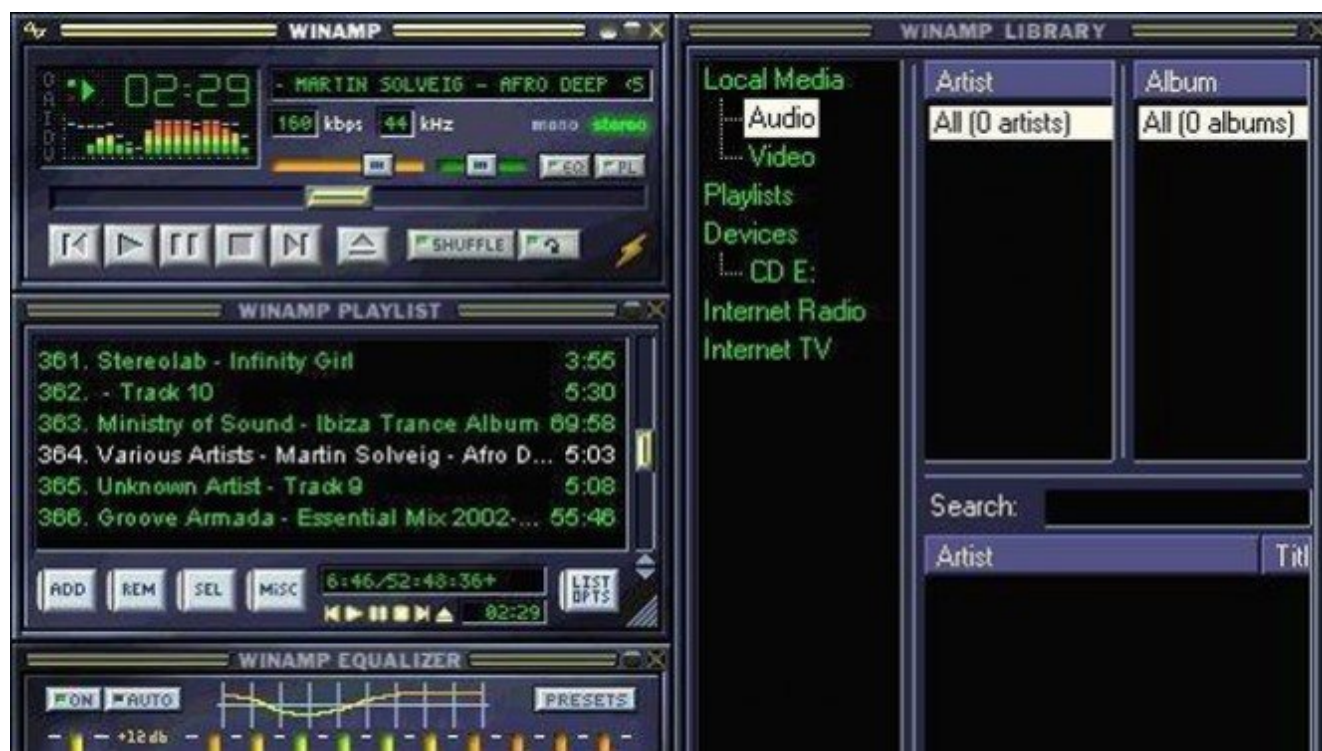 WINAMP
OAIDU
02:29
- MARTIN SOLVEIG - AFRO DEEP <5
160 kbps 44 kHz mono stereo
EQ PL
SHUFFLE
WINAMP PLAYLIST
361. Stereolab - Infinity Girl 3:55
362. - Track 10 5:30
363. Ministry of Sound - Ibiza Trance Album 69:58
364. Various Artists - Martin Solveig - Afro D... 5:03
365. Unknown Artist - Track 9 5:08
366. Groove Armada - Essential Mix 2002-... 55:46
ADD REM SEL MISC 6:46/52:48:36+ LIST OPTS
02:29
WINAMP EQUALIZER
ON AUTO PRESETS
+12db
WINAMP LIBRARY
Local Media
Audio
Video
Playlists
Devices
CD E:
Internet Radio
Internet TV
Artist Album
All (0 artists) All (0 albums)
Search:
Artist Titl